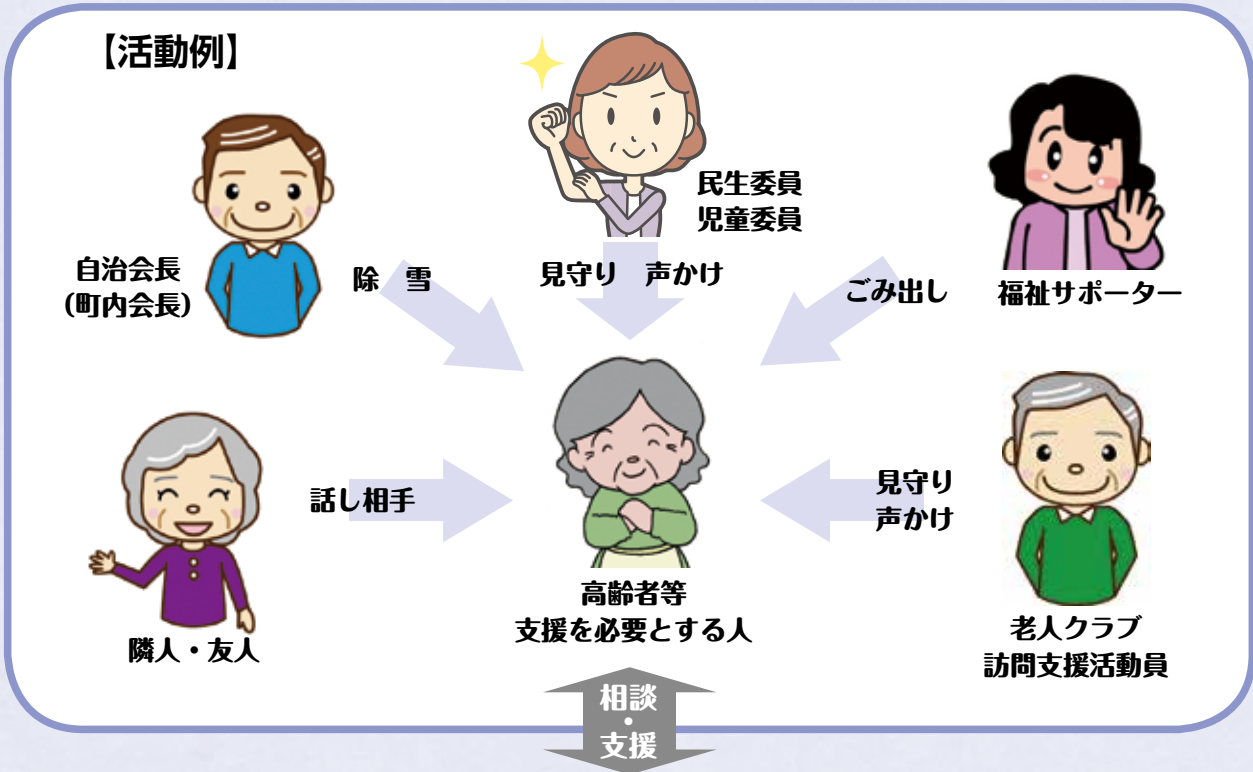 【活動例】
民生委員
児童委員
自治会長
(町内会長)
除 雪
見守り 声かけ
ごみ出し
福祉サポーター
話し相手
見守り
声かけ
高齢者等
支援を必要とする人
隣人・友人
老人クラブ
訪問支援活動員
相談
・
支援